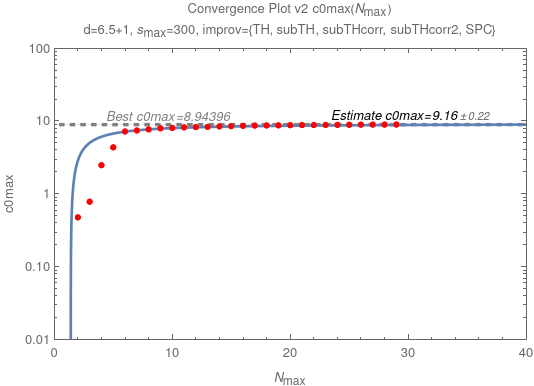 Convergence Plot v2 c0max(Nmax)
d=6.5+1, smax=300, improv={TH, subTH, subTHcorr, subTHcorr2, SPC}
100
Best c0max=8.94396 Estimate c0max=9.16 ±0.22
10
c0max
1
0.10
0.01
0 10 20 30 40
Nmax